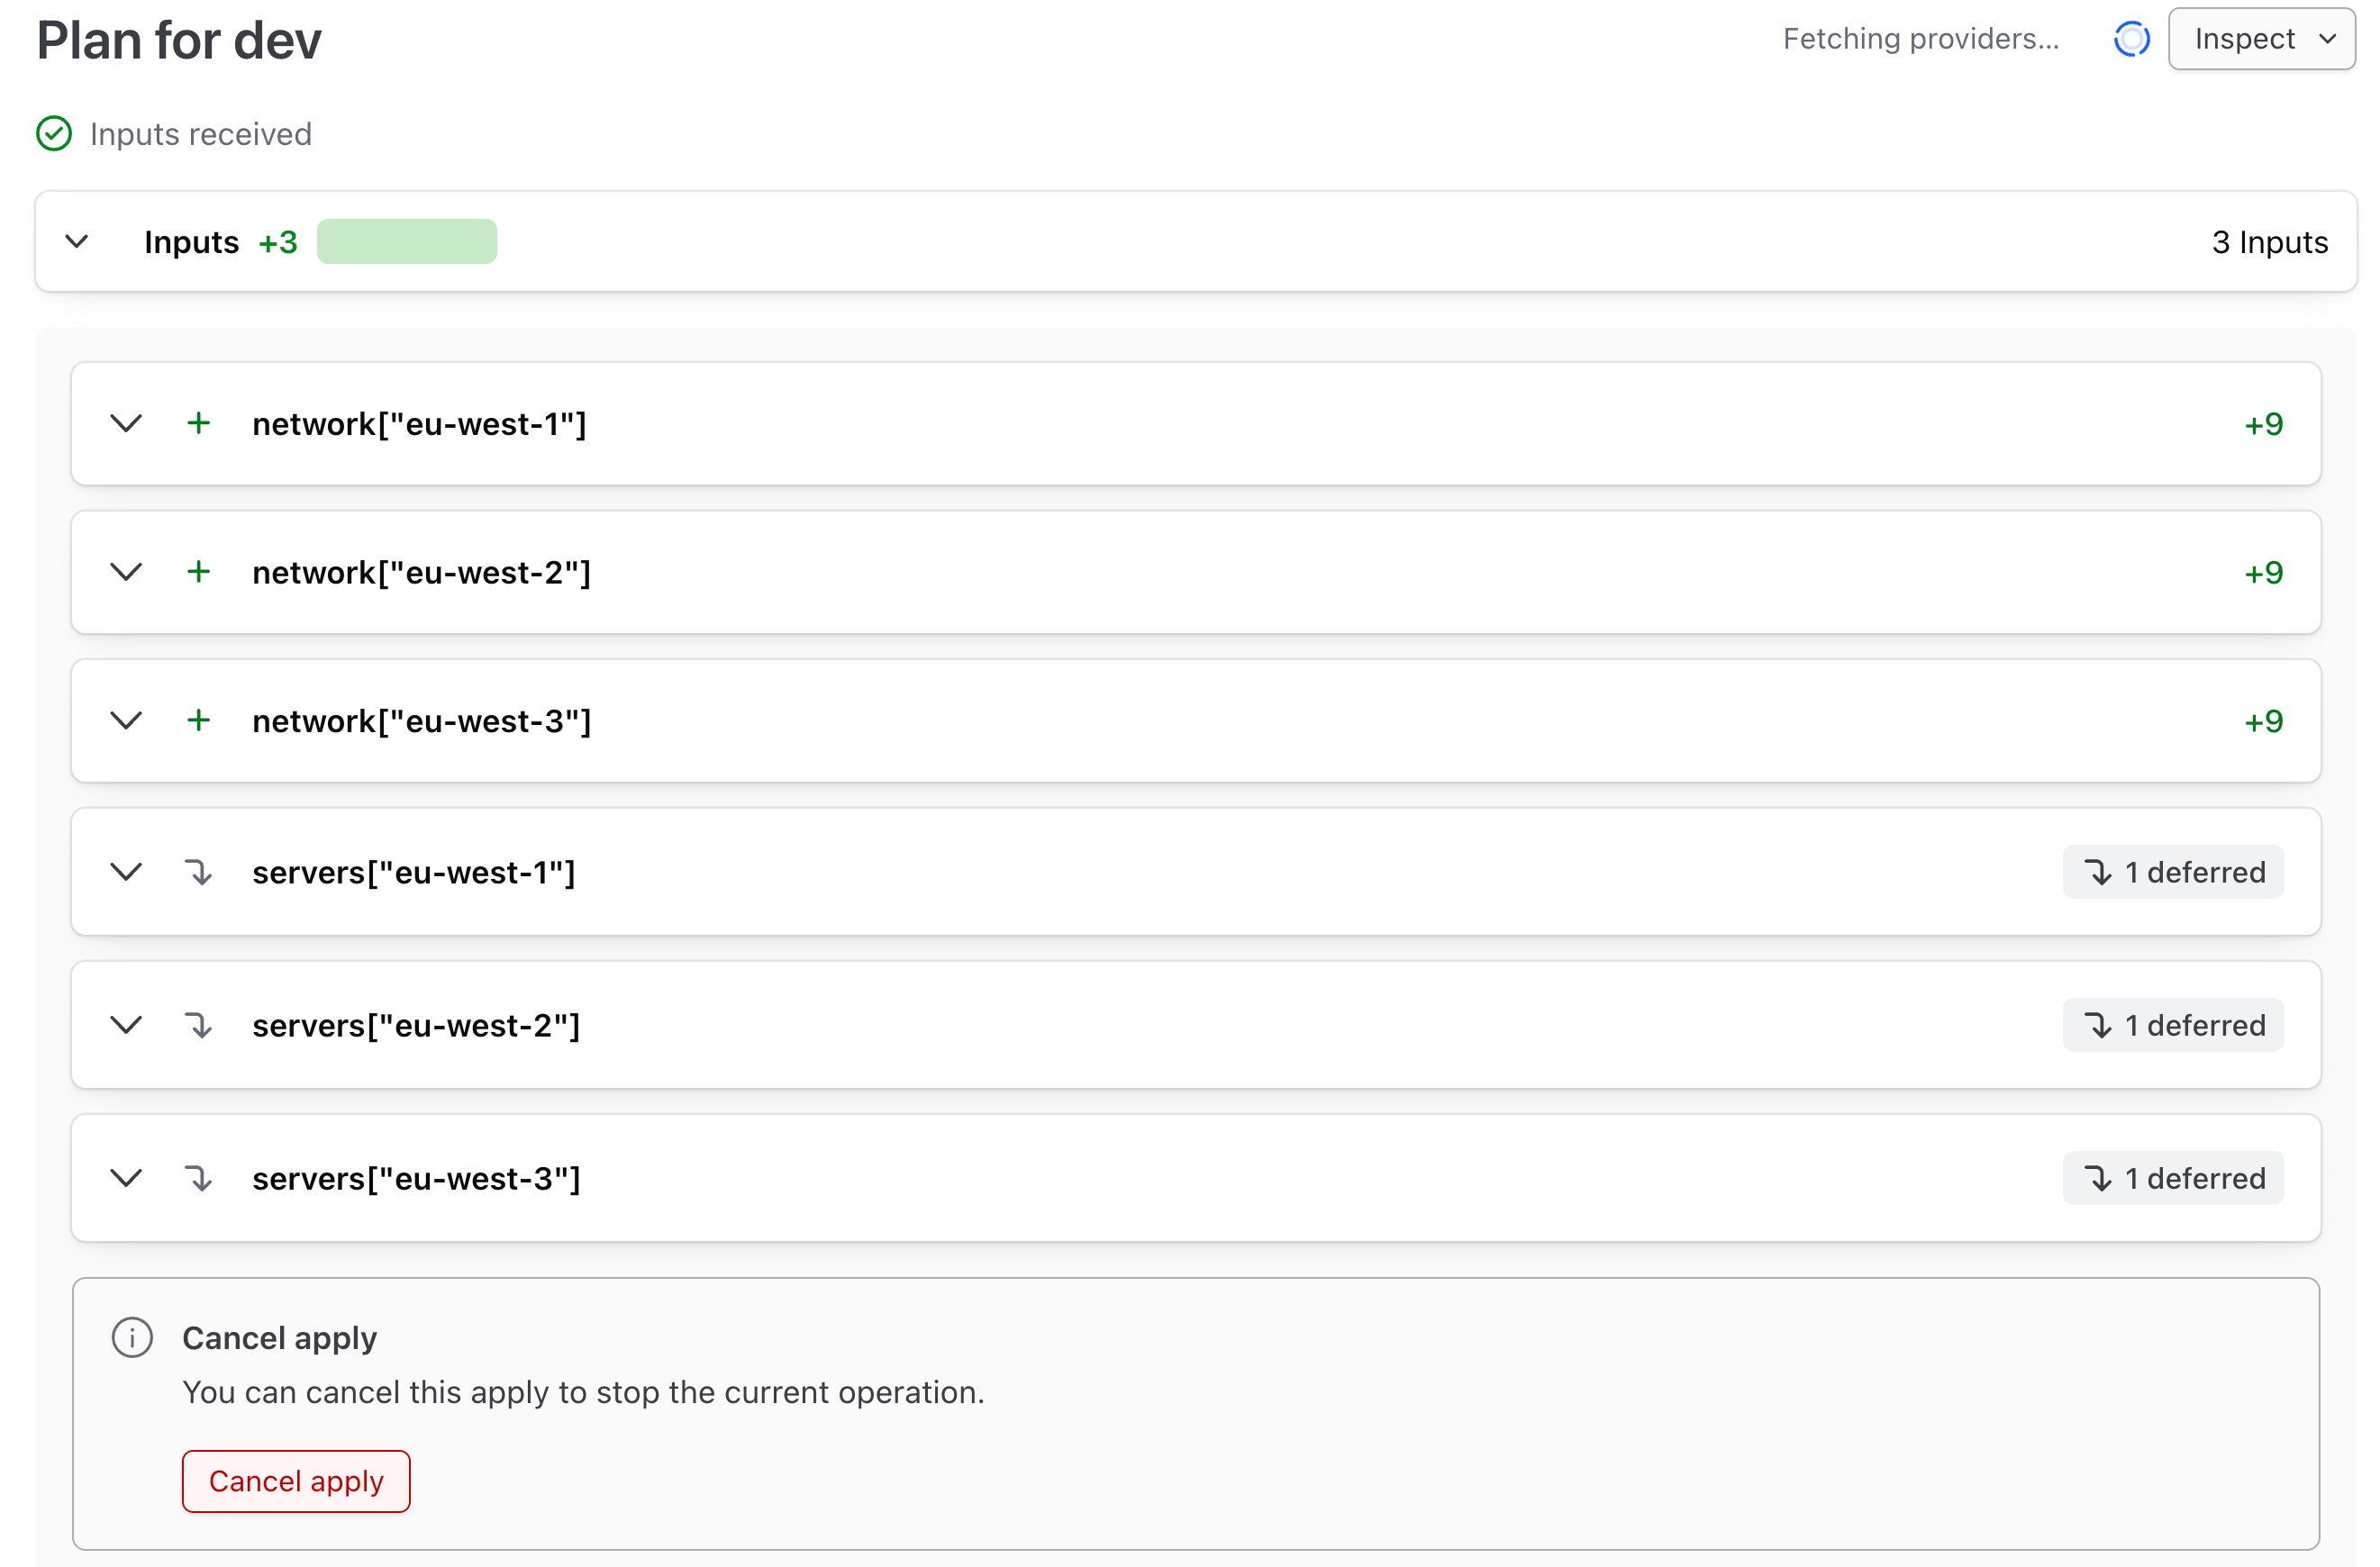 Plan for dev
Fetching providers...
Inspect
Inputs received
Inputs +3
3 Inputs
+ network["eu-west-1"] +9
+ network["eu-west-2"] +9
+ network["eu-west-3"] +9
servers["eu-west-1"] 1 deferred
servers["eu-west-2"] 1 deferred
servers["eu-west-3"] 1 deferred
Cancel apply
You can cancel this apply to stop the current operation.
Cancel apply